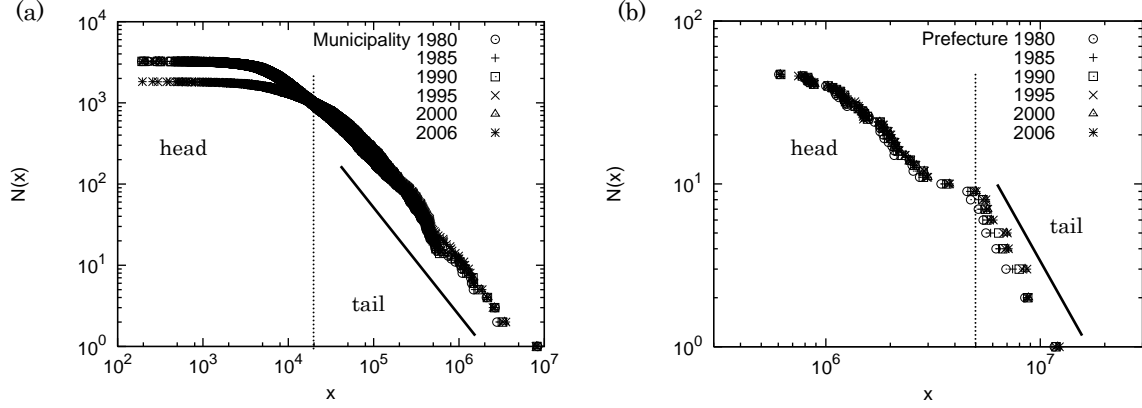 (a)
10^4
10^3
10^2
10^1
10^0
N(x)
Municipality 1980
1985
1990
1995
2000
2006
head
tail
10^2 10^3 10^4 10^5 10^6 10^7
x
(b)
10^2
10^1
10^0
N(x)
Prefecture 1980
1985
1990
1995
2000
2006
head
tail
10^6 10^7
x